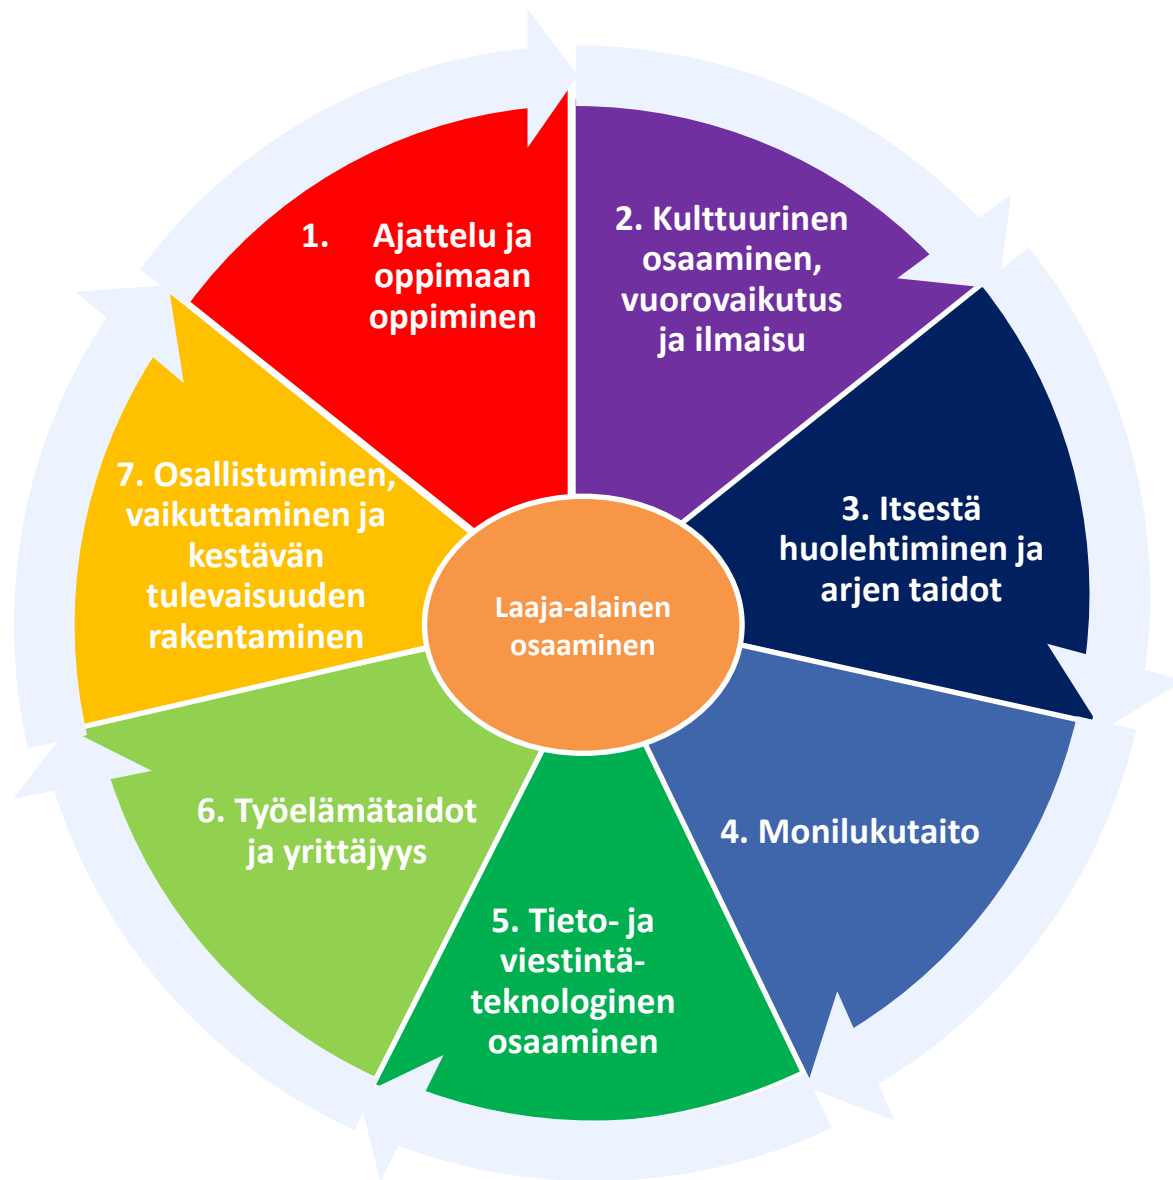 1. Ajattelu ja
oppimaan
oppiminen
2. Kulttuurinen
osaaminen,
vuorovaikutus
ja ilmaisu
3. Itsestä
huolehtiminen ja
arjen taidot
4. Monilukutaito
5. Tieto- ja
viestintä-
teknologinen
osaaminen
6. Työelämätaidot
ja yrittäjyys
7. Osallistuminen,
vaikuttaminen ja
kestävän
tulevaisuuden
rakentaminen
Laaja-alainen
osaaminen